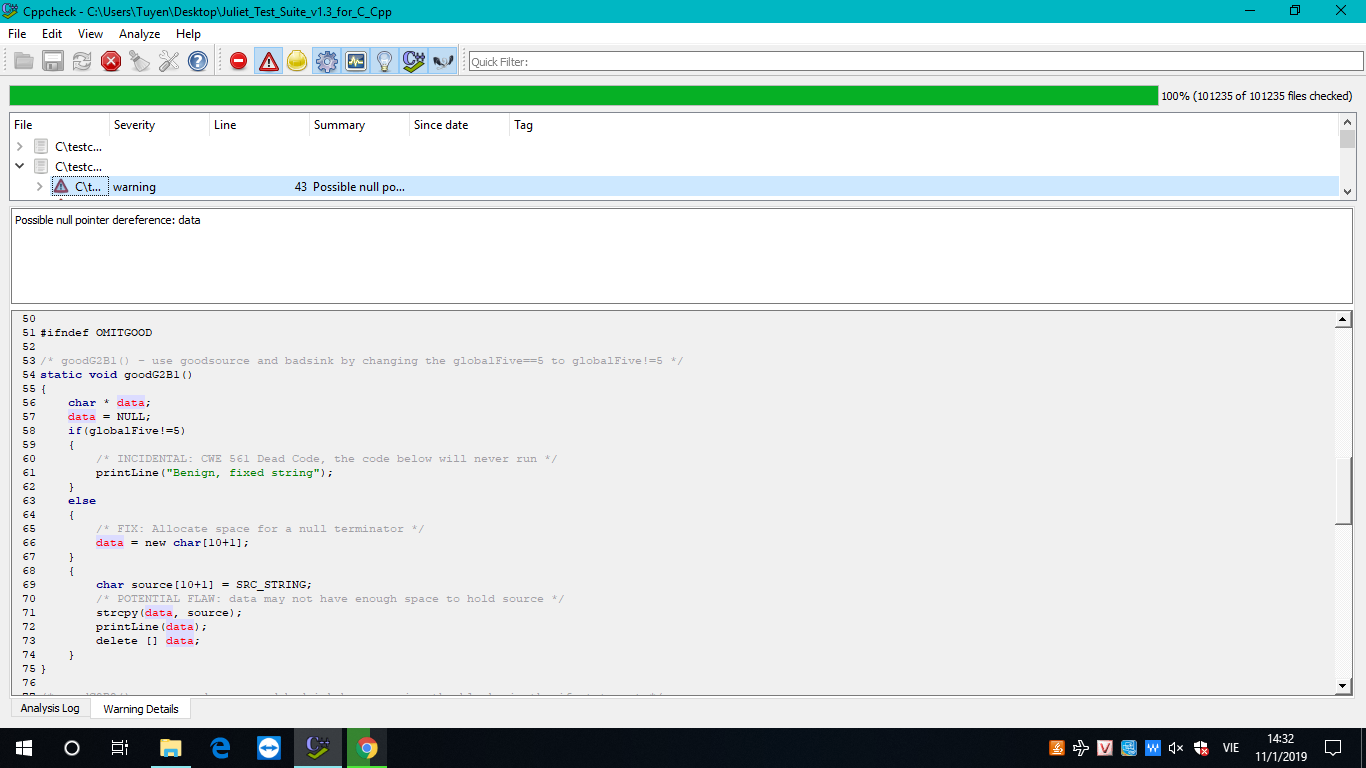 Cppcheck - C:\Users\Tuyen\Desktop\Juliet_Test_Suite_v1.3_for_C_Cpp
File Edit View Analyze Help
Quick Filter:
100% (101235 of 101235 files checked)
File Severity Line Summary Since date Tag
C\testc...
C\testc...
C\t... warning 43 Possible null po...
Possible null pointer dereference: data
50
51 #ifndef OMITGOOD
52
53 /* goodG2B1() - use goodsource and badsink by changing the globalFive==5 to globalFive!=5 */
54 static void goodG2B1()
55 {
56 char * data;
57 data = NULL;
58 if(globalFive!=5)
59 {
60 /* INCIDENTAL: CWE 561 Dead Code, the code below will never run */
61 printLine("Benign, fixed string");
62 }
63 else
64 {
65 /* FIX: Allocate space for a null terminator */
66 data = new char[10+1];
67 }
68 {
69 char source[10+1] = SRC_STRING;
70 /* POTENTIAL FLAW: data may not have enough space to hold source */
71 strcpy(data, source);
72 printLine(data);
73 delete [] data;
74 }
75 }
76
Analysis Log Warning Details
VIE
14:32
11/1/2019